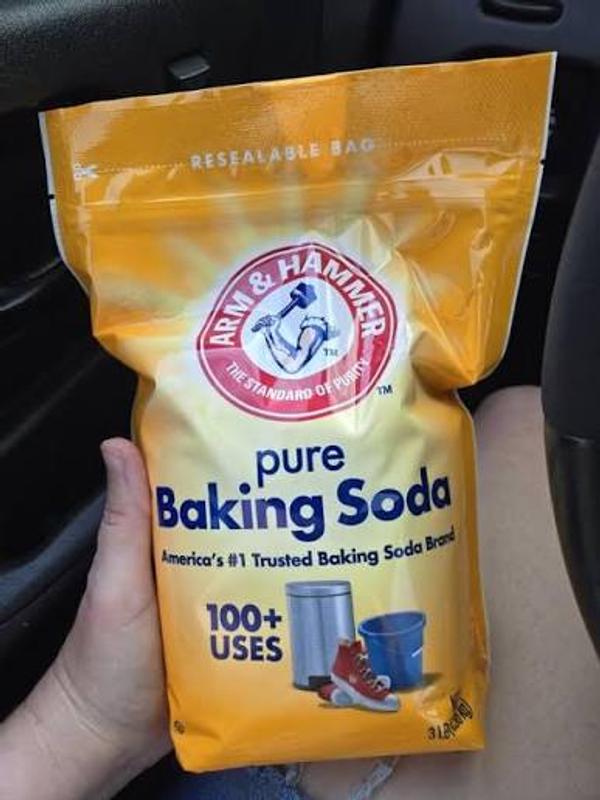 RESEALABLE BAG
ARM & HAMMER
TM
THE STANDARD OF PURITY
TM
pure
Baking Soda
America's #1 Trusted Baking Soda Brand
100+
USES